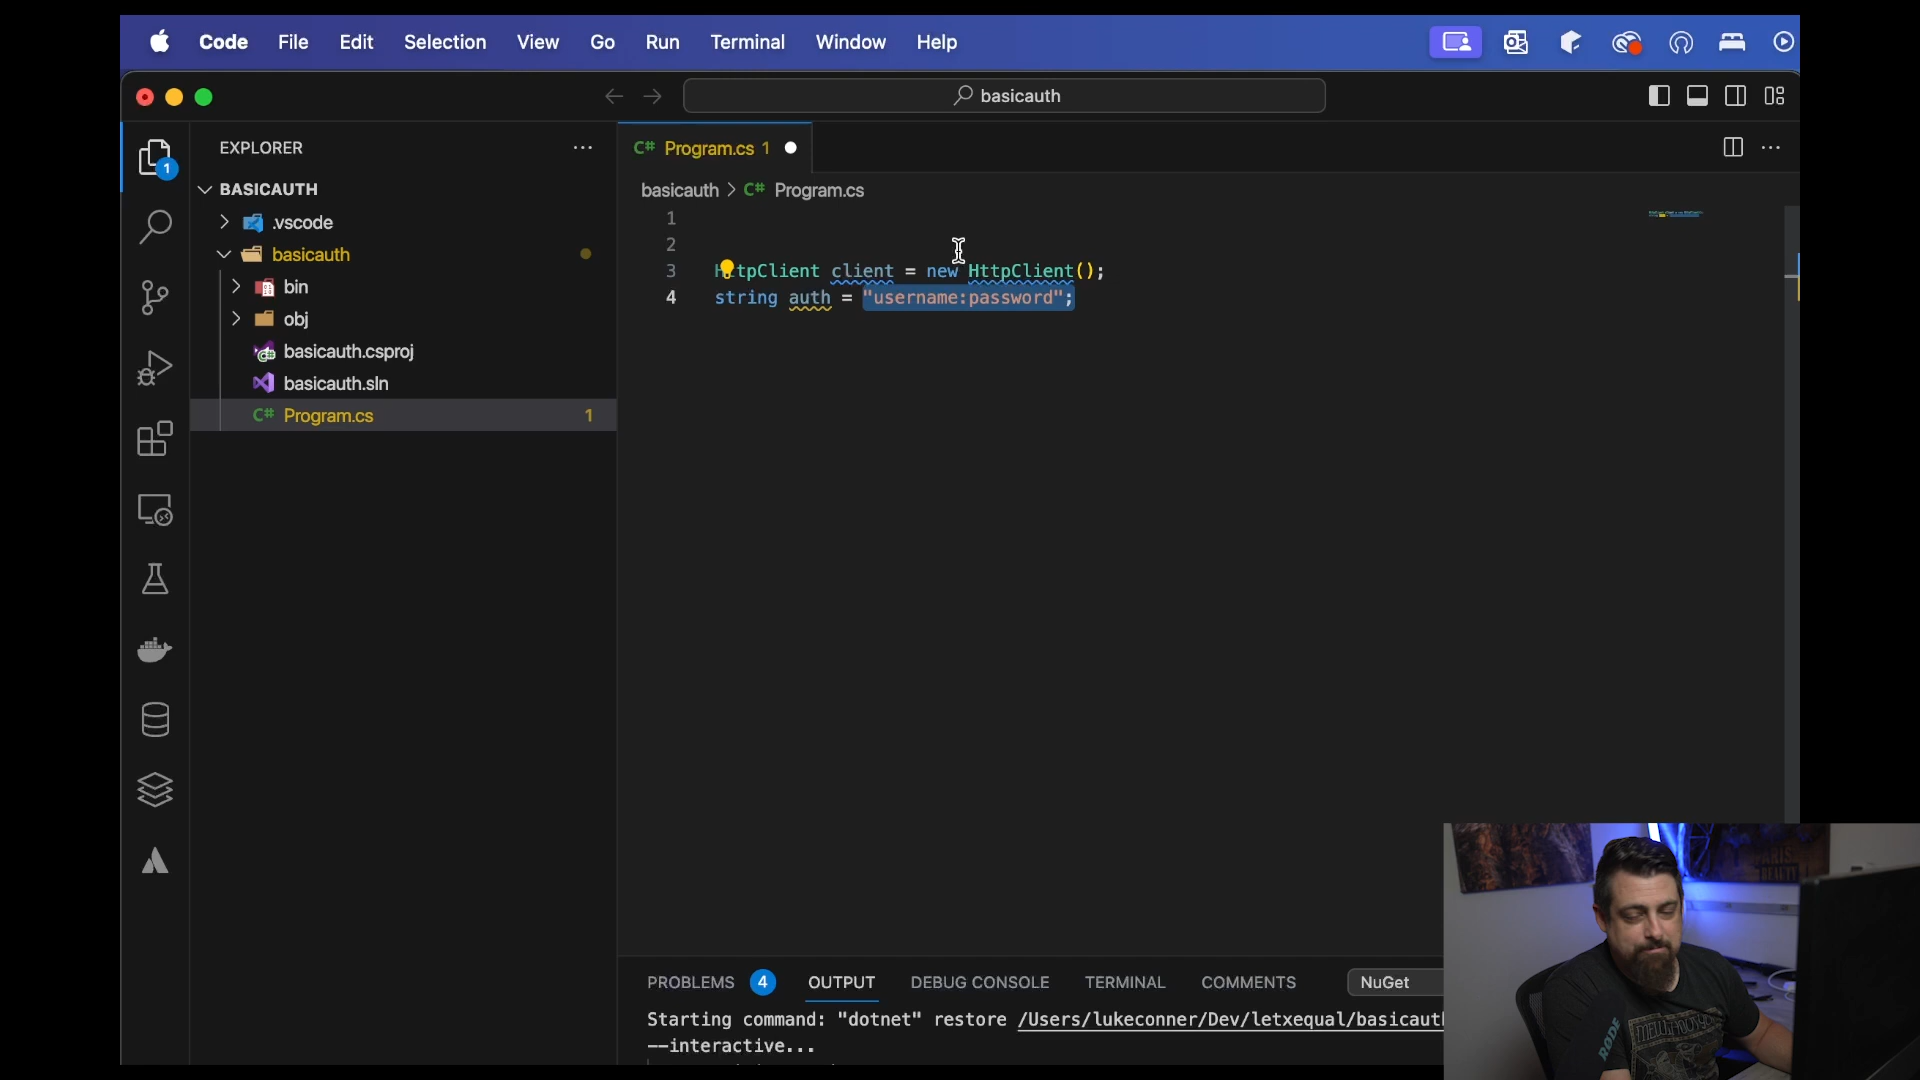 Code File Edit Selection View Go Run Terminal Window Help
basicauth
EXPLORER
Program.cs 1
BASICAUTH
basicauth > C# Program.cs
.vscode
basicauth
bin
obj
basicauth.csproj
basicauth.sln
C# Program.cs 1
1
2
3 HttpClient client = new HttpClient();
4 string auth = "username:password";
PROBLEMS 4 OUTPUT DEBUG CONSOLE TERMINAL COMMENTS NuGet
Starting command: "dotnet" restore /Users/lukeconner/Dev/letxequal/basicaut
--interactive...
RØDE